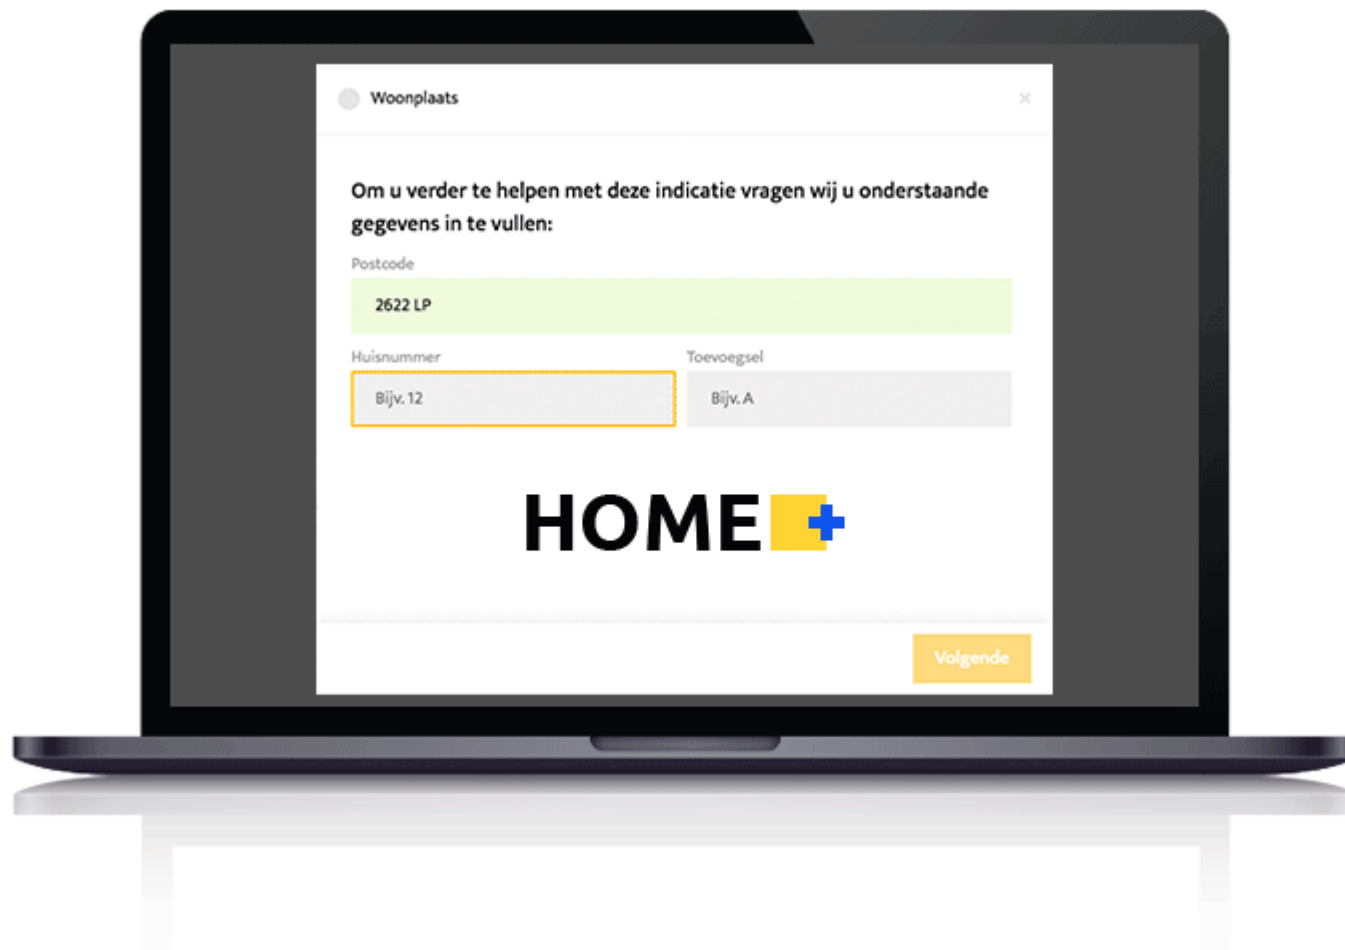 Woonplaats
Om u verder te helpen met deze indicatie vragen wij u onderstaande
gegevens in te vullen:
Postcode
2622 LP
Huisnummer Toevoegsel
Bijv. 12 Bijv. A
HOME+
Volgende